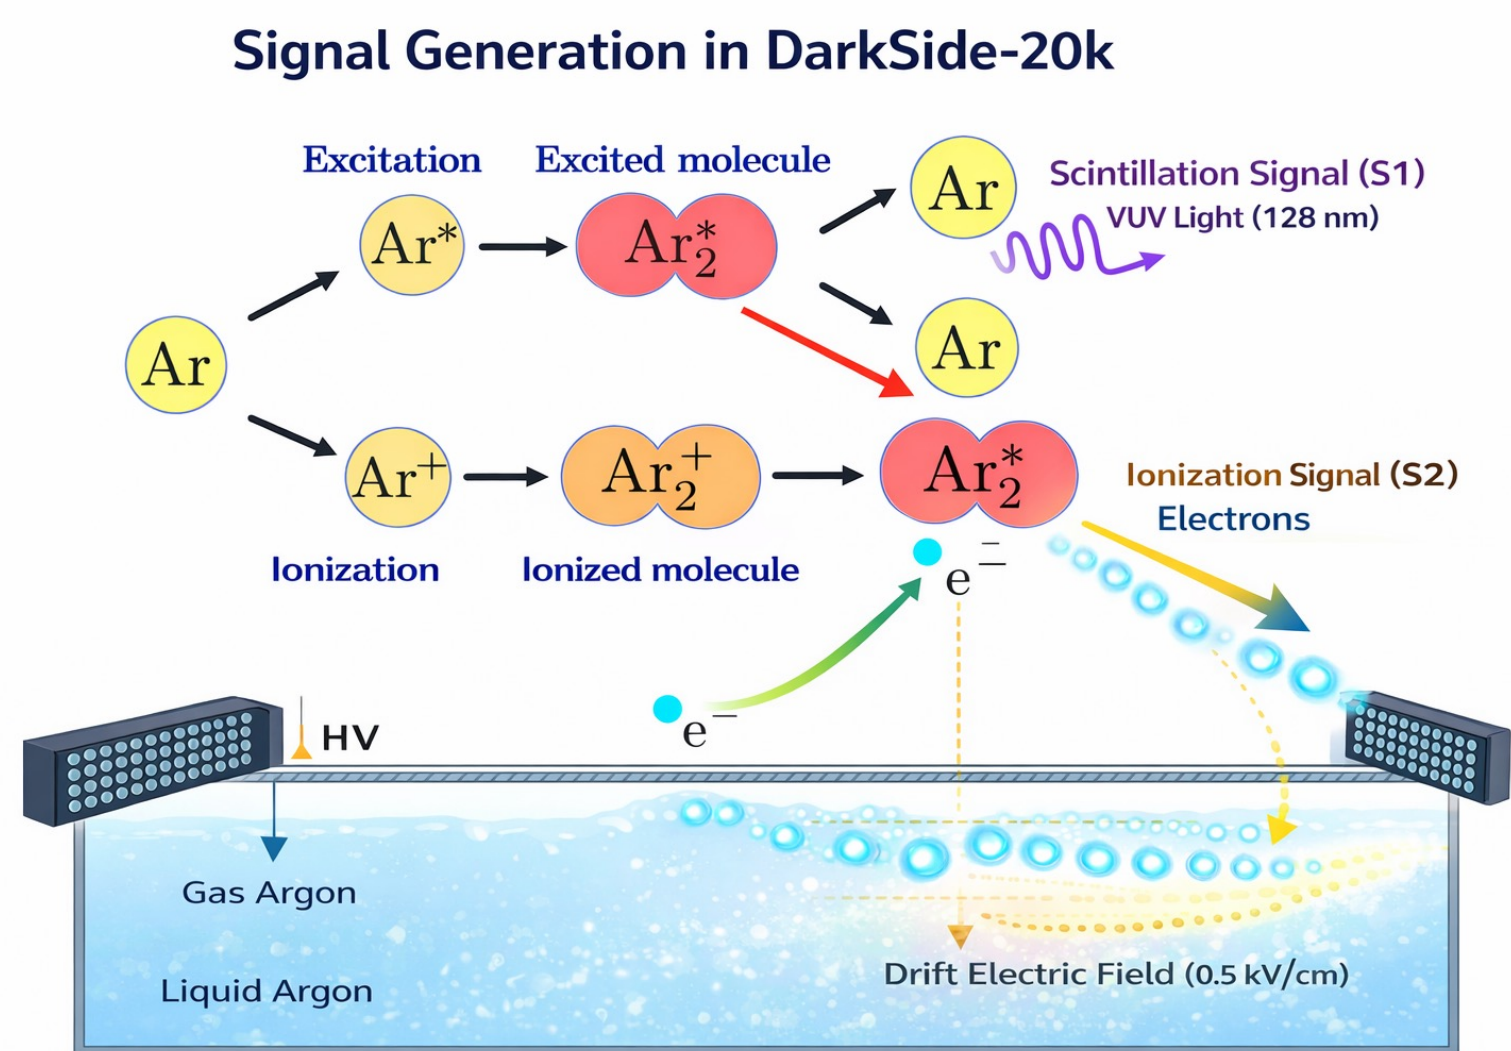 Signal Generation in DarkSide-20k
Excitation
Excited molecule
Ar
Scintillation Signal (S1)
VUV Light (128 nm)
Ar*
Ar₂*
Ar
Ar
Ar⁺
Ar₂⁺
Ar₂*
Ionization Signal (S2)
Electrons
Ionization
Ionized molecule
e⁻
e⁻
HV
Gas Argon
Liquid Argon
Drift Electric Field (0.5 kV/cm)